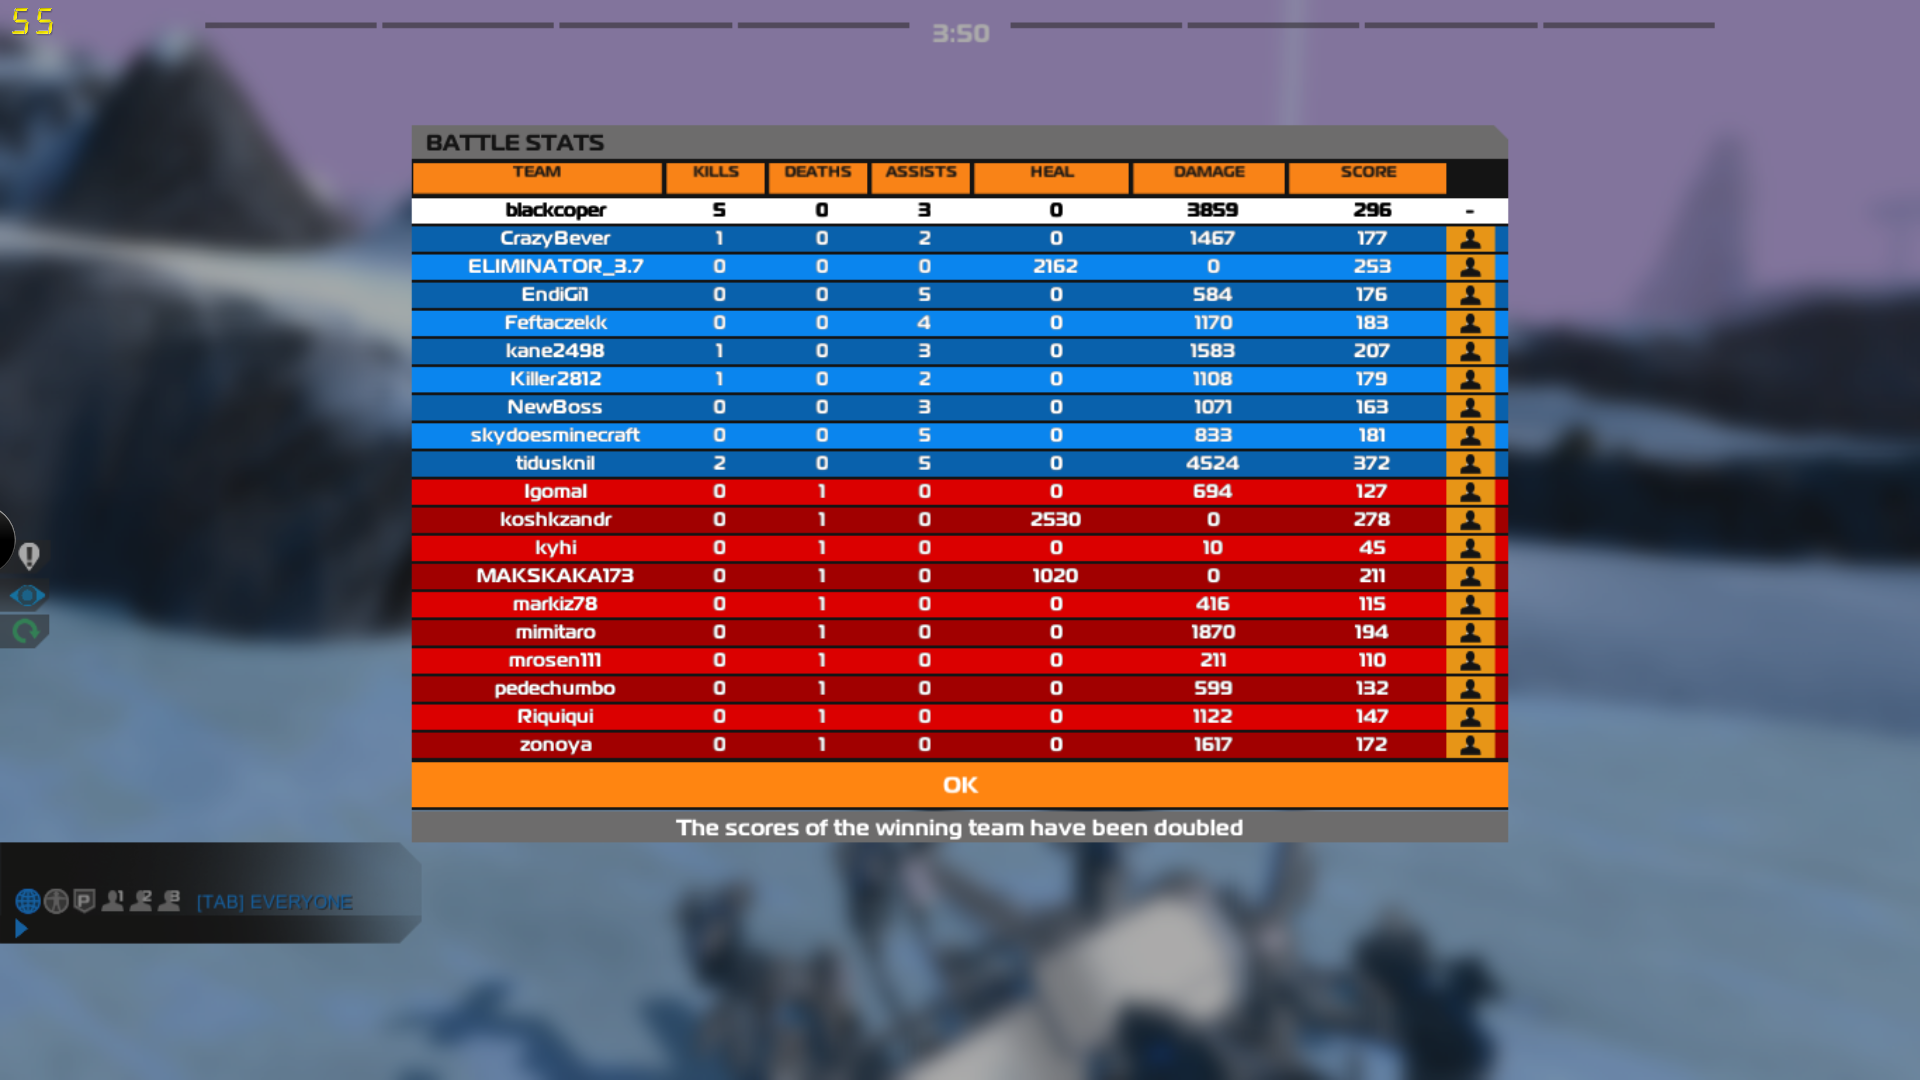 55
3:50
BATTLE STATS
TEAM KILLS DEATHS ASSISTS HEAL DAMAGE SCORE
blackcoper 5 0 3 0 3859 296 -
CrazyBever 1 0 2 0 1467 177
ELIMINATOR_3.7 0 0 0 2162 0 253
EndiGi1 0 0 5 0 584 176
Feftaczekk 0 0 4 0 1170 183
kane2498 1 0 3 0 1583 207
Killer2812 1 0 2 0 1108 179
NewBoss 0 0 3 0 1071 163
skydoesminecraft 0 0 5 0 833 181
tidusknil 2 0 5 0 4524 372
Igomal 0 1 0 0 694 127
koshkzandr 0 1 0 2530 0 278
kyhi 0 1 0 0 10 45
MAKSKAKA173 0 1 0 1020 0 211
markiz78 0 1 0 0 416 115
mimitaro 0 1 0 0 1870 194
mrosen111 0 1 0 0 211 110
pedechumbo 0 1 0 0 599 132
Riquiqui 0 1 0 0 1122 147
zonoya 0 1 0 0 1617 172
OK
The scores of the winning team have been doubled
P 1 2 3 [TAB] EVERYONE